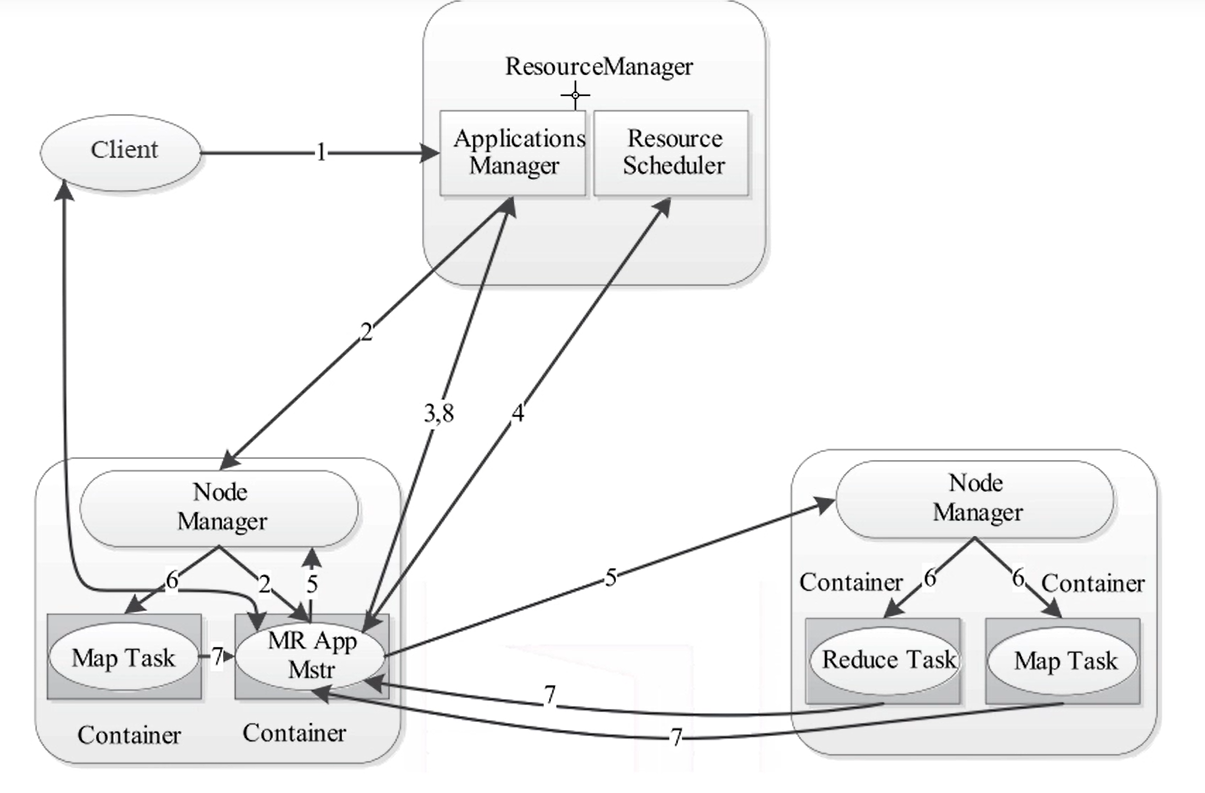 ResourceManager
Client
1
Applications
Manager
Resource
Scheduler
2
3,8
4
Node
Manager
6
2
5
Map Task
7
MR App
Mstr
Container
Container
5
Node
Manager
Container
6
6
Container
Reduce Task
Map Task
7
7